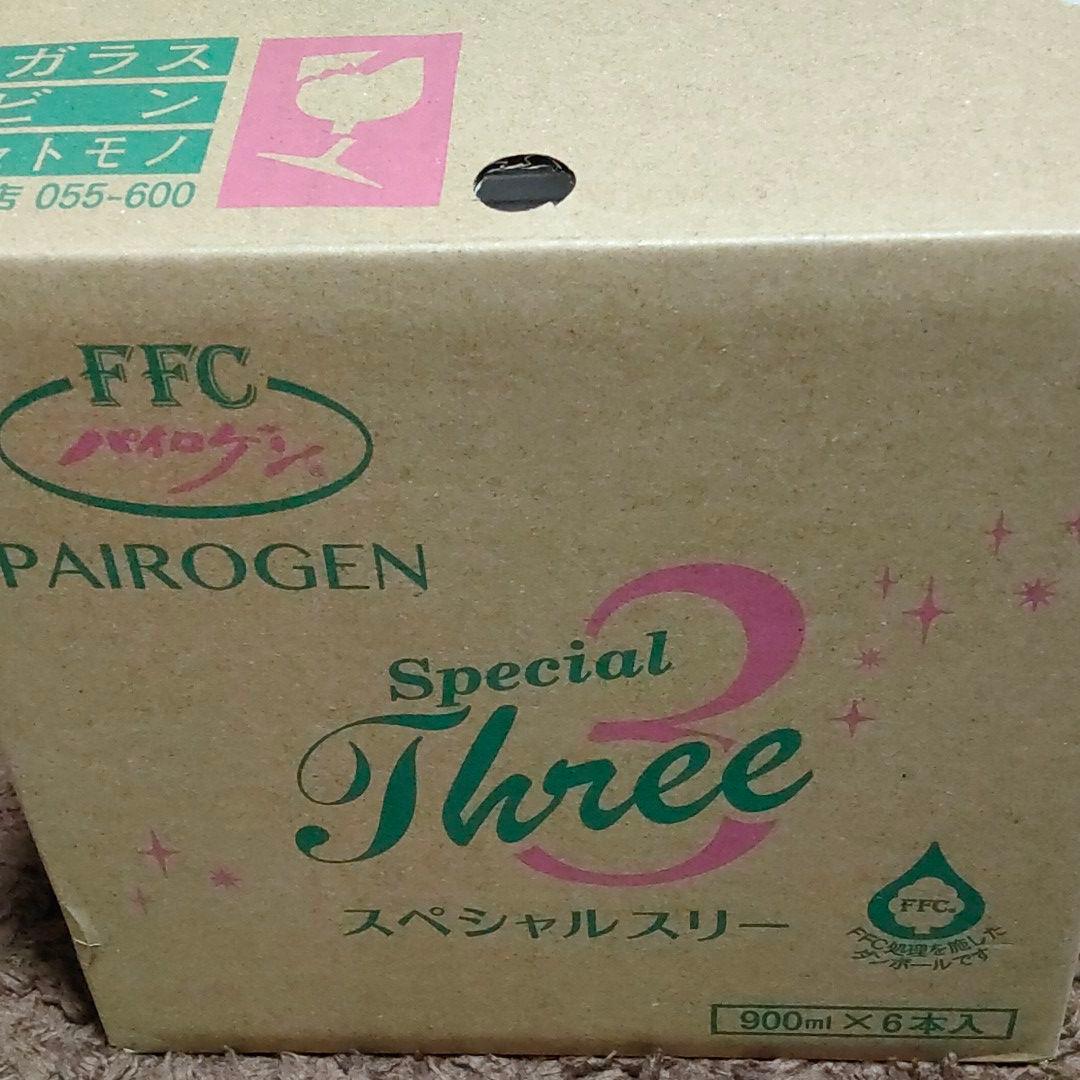 ガラス
ビン
トモノ
店 055-600
FFC
パイロゲン
PAIROGEN
3
Special
Three
スペシャルスリー
FFC
FFC処理を施した
ダンボールです
900ml×6本入